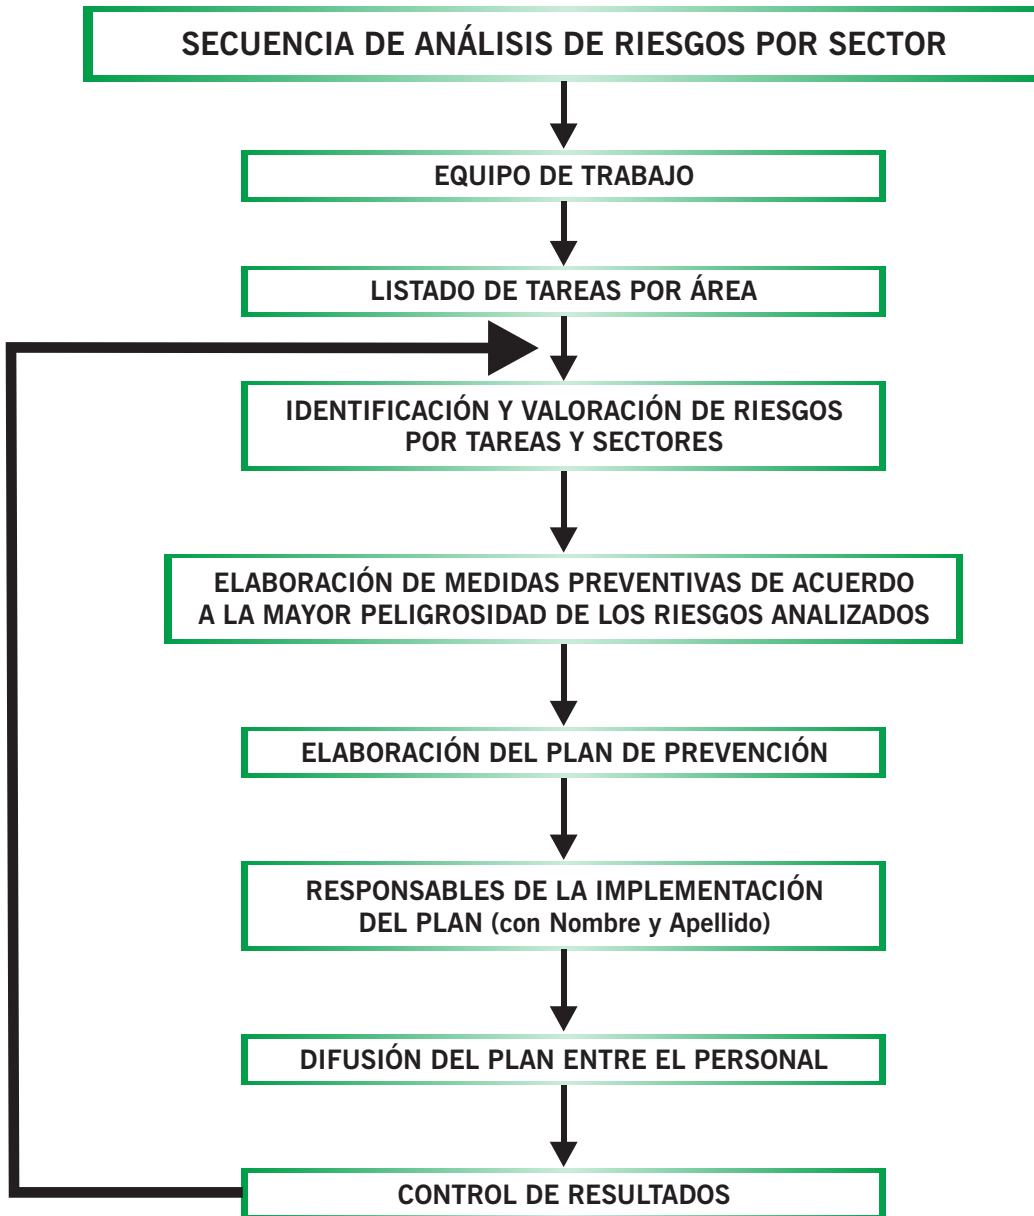 SECUENCIA DE ANÁLISIS DE RIESGOS POR SECTOR
EQUIPO DE TRABAJO
LISTADO DE TAREAS POR ÁREA
IDENTIFICACIÓN Y VALORACIÓN DE RIESGOS
POR TAREAS Y SECTORES
ELABORACIÓN DE MEDIDAS PREVENTIVAS DE ACUERDO
A LA MAYOR PELIGROSIDAD DE LOS RIESGOS ANALIZADOS
ELABORACIÓN DEL PLAN DE PREVENCIÓN
RESPONSABLES DE LA IMPLEMENTACIÓN
DEL PLAN (con Nombre y Apellido)
DIFUSIÓN DEL PLAN ENTRE EL PERSONAL
CONTROL DE RESULTADOS